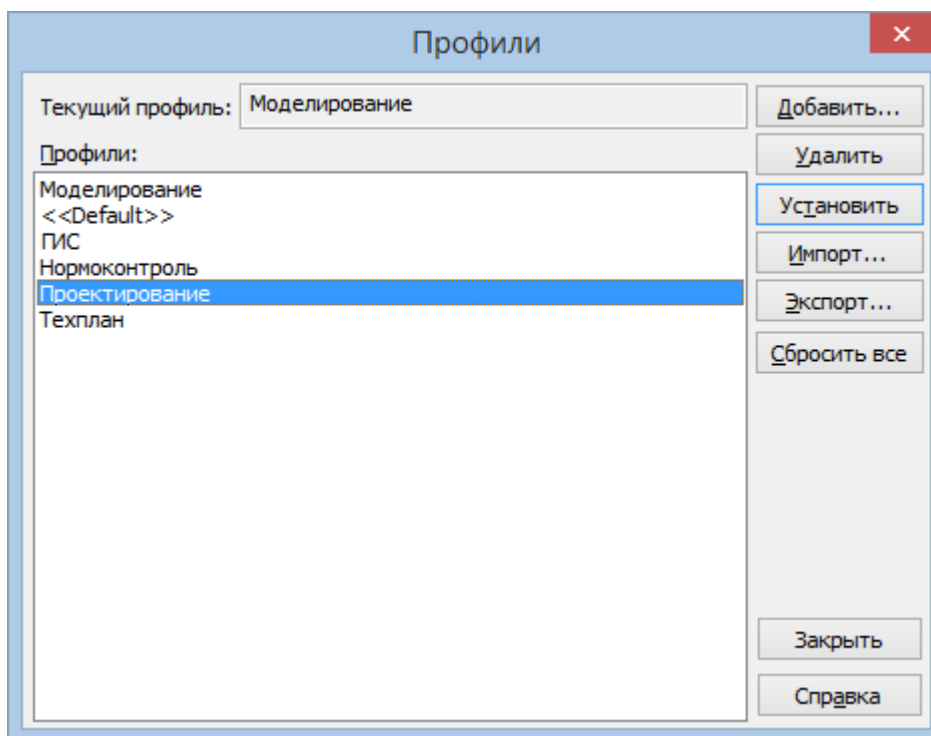 Профили
Текущий профиль: Моделирование
Добавить...
Профили:
Удалить
Моделирование
Установить
<<Default>>
ГИС
Импорт...
Нормоконтроль
Проектирование
Экспорт...
Техплан
Сбросить все
Закрыть
Справка